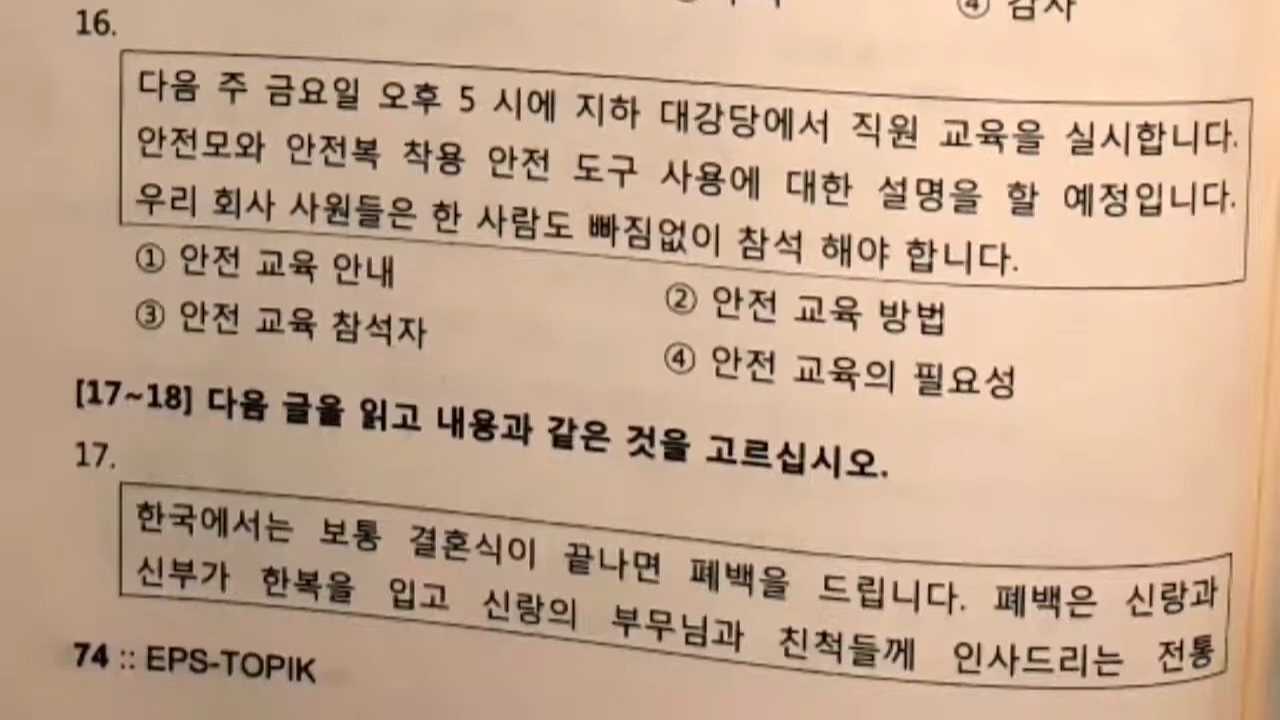 ④ 감사
16.
다음 주 금요일 오후 5 시에 지하 대강당에서 직원 교육을 실시합니다.
안전모와 안전복 착용 안전 도구 사용에 대한 설명을 할 예정입니다.
우리 회사 사원들은 한 사람도 빠짐없이 참석 해야 합니다.
① 안전 교육 안내 ② 안전 교육 방법
③ 안전 교육 참석자 ④ 안전 교육의 필요성
[17~18] 다음 글을 읽고 내용과 같은 것을 고르십시오.
17.
한국에서는 보통 결혼식이 끝나면 폐백을 드립니다. 폐백은 신랑과
신부가 한복을 입고 신랑의 부무님과 친척들께 인사드리는 전통
74 :: EPS-TOPIK